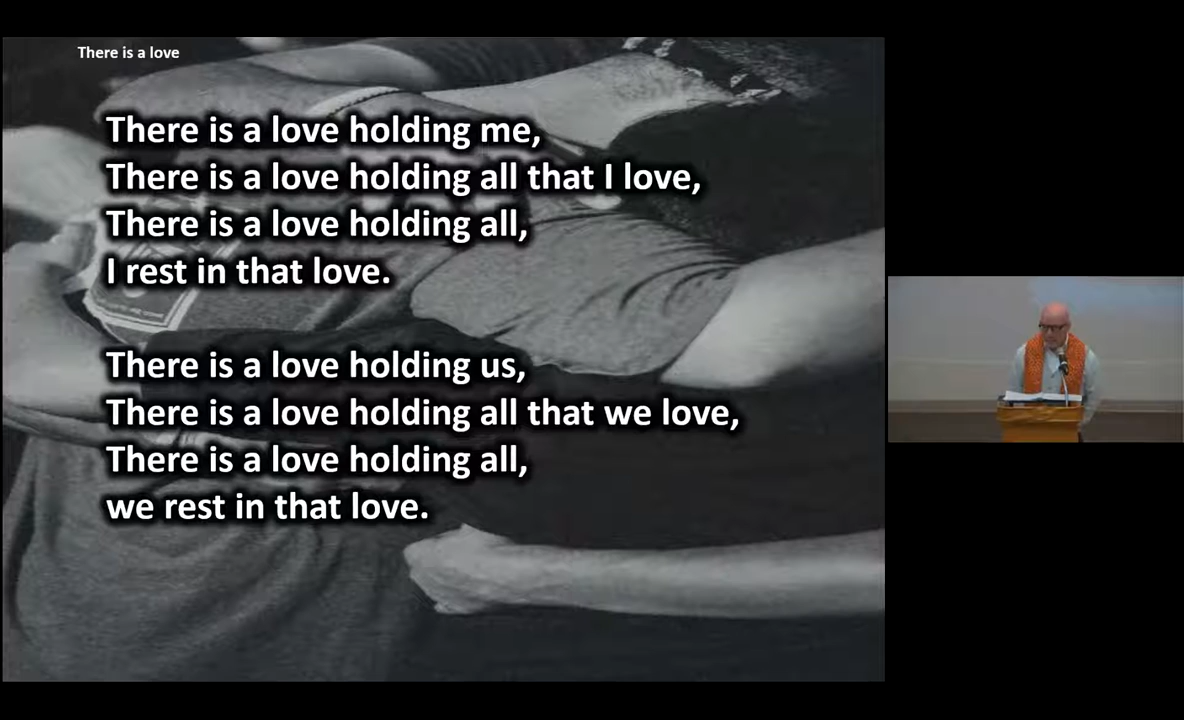 There is a love
There is a love holding me,
There is a love holding all that I love,
There is a love holding all,
I rest in that love.
There is a love holding us,
There is a love holding all that we love,
There is a love holding all,
we rest in that love.